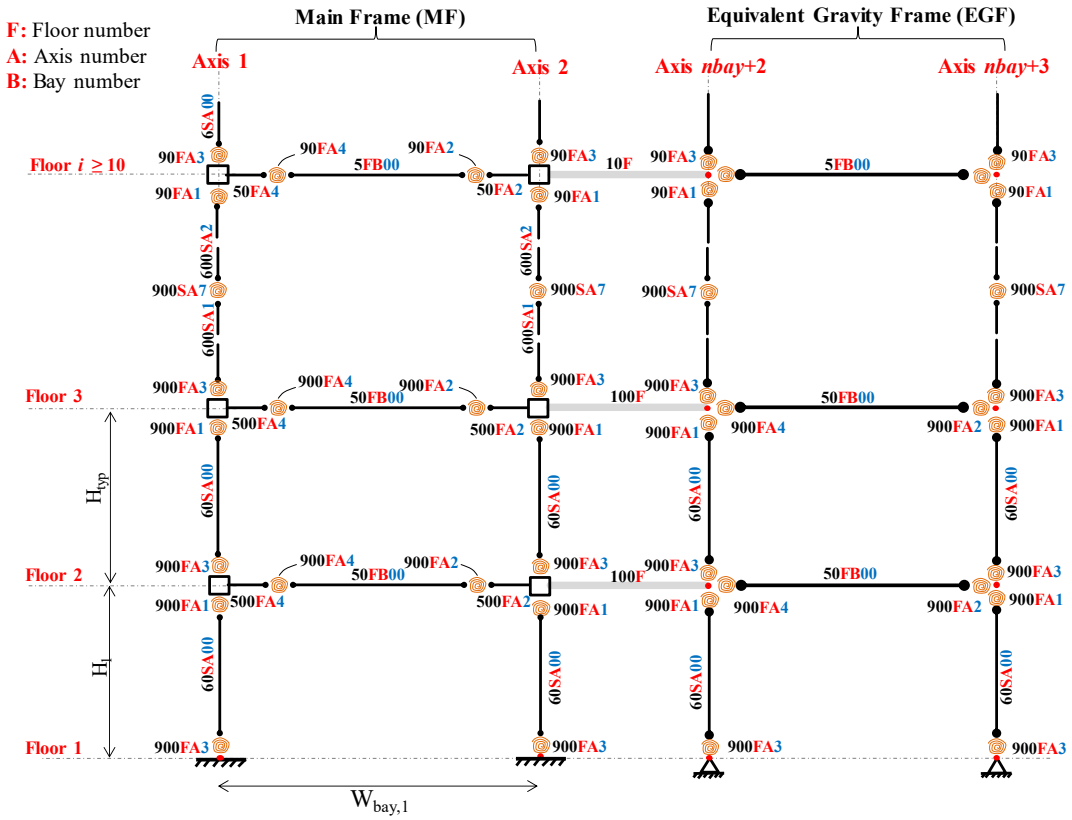 Main Frame (MF)
Equivalent Gravity Frame (EGF)
F: Floor number
A: Axis number
B: Bay number
Axis 1
Axis 2
Axis nbay+2
Axis nbay+3
6SA00
Floor i ≥ 10
90FA3
90FA4
5FB00
90FA2
90FA3
10F
90FA3
5FB00
90FA3
50FA4
50FA2
90FA1
90FA1
90FA1
90FA1
600SA2
600SA2
900SA7
900SA7
900SA7
900SA7
600SA1
600SA1
Floor 3
900FA3
900FA4
50FB00
900FA2
900FA3
100F
900FA3
50FB00
900FA3
900FA1
500FA4
500FA2
900FA1
900FA1
900FA4
900FA2
900FA1
H_typ
60SA00
60SA00
60SA00
60SA00
Floor 2
900FA3
900FA4
50FB00
900FA2
900FA3
100F
900FA3
50FB00
900FA3
900FA1
500FA4
500FA2
900FA1
900FA1
900FA4
900FA2
900FA1
H_1
60SA00
60SA00
60SA00
60SA00
Floor 1
900FA3
900FA3
900FA3
900FA3
W_bay,1